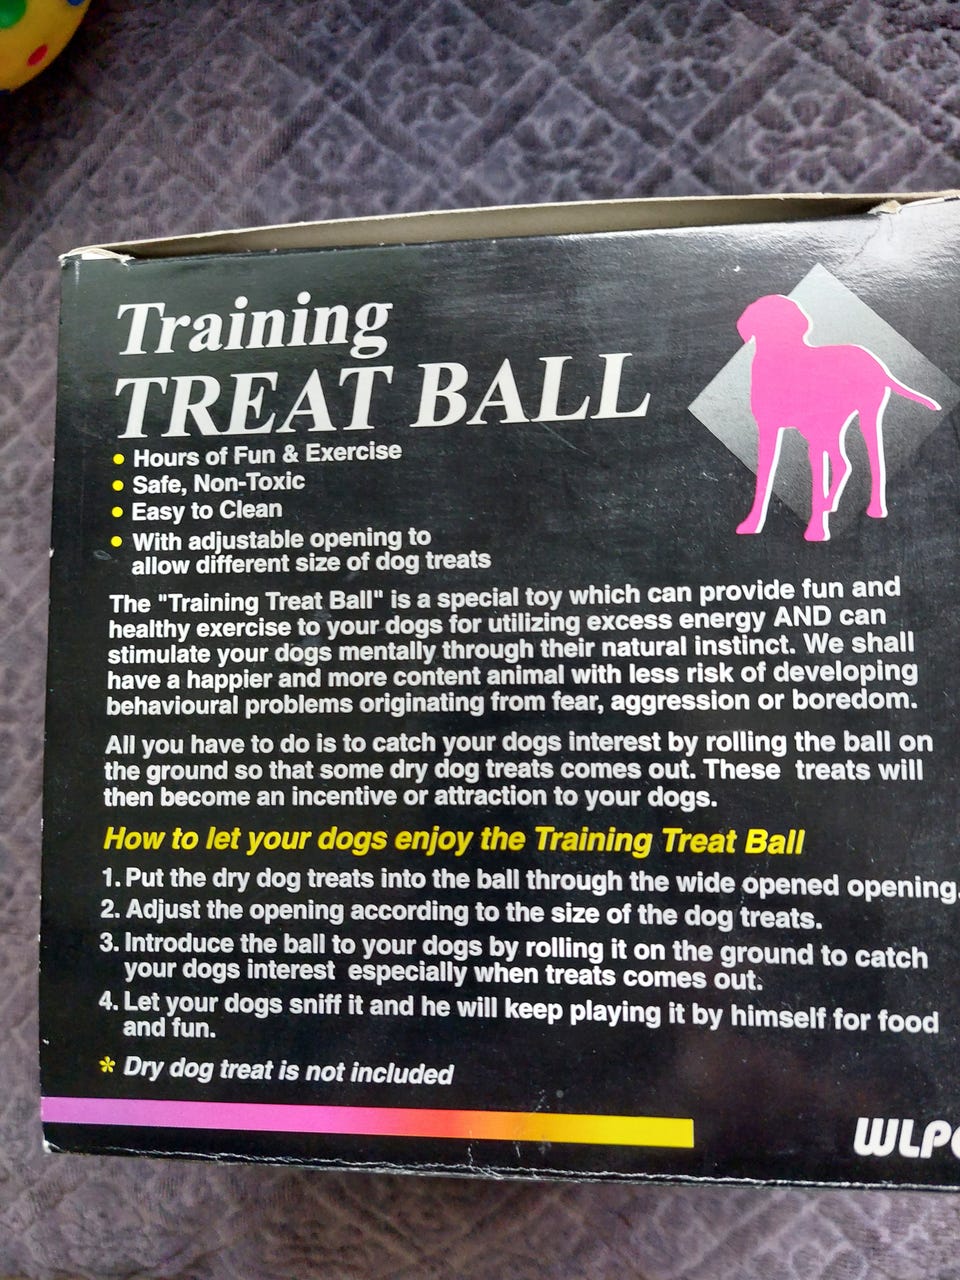 Training
TREAT BALL
• Hours of Fun & Exercise
• Safe, Non-Toxic
• Easy to Clean
• With adjustable opening to
allow different size of dog treats
The "Training Treat Ball" is a special toy which can provide fun and
healthy exercise to your dogs for utilizing excess energy AND can
stimulate your dogs mentally through their natural instinct. We shall
have a happier and more content animal with less risk of developing
behavioural problems originating from fear, aggression or boredom.
All you have to do is to catch your dogs interest by rolling the ball on
the ground so that some dry dog treats comes out. These treats will
then become an incentive or attraction to your dogs.
How to let your dogs enjoy the Training Treat Ball
1. Put the dry dog treats into the ball through the wide opened opening.
2. Adjust the opening according to the size of the dog treats.
3. Introduce the ball to your dogs by rolling it on the ground to catch
your dogs interest especially when treats comes out.
4. Let your dogs sniff it and he will keep playing it by himself for food
and fun.
* Dry dog treat is not included